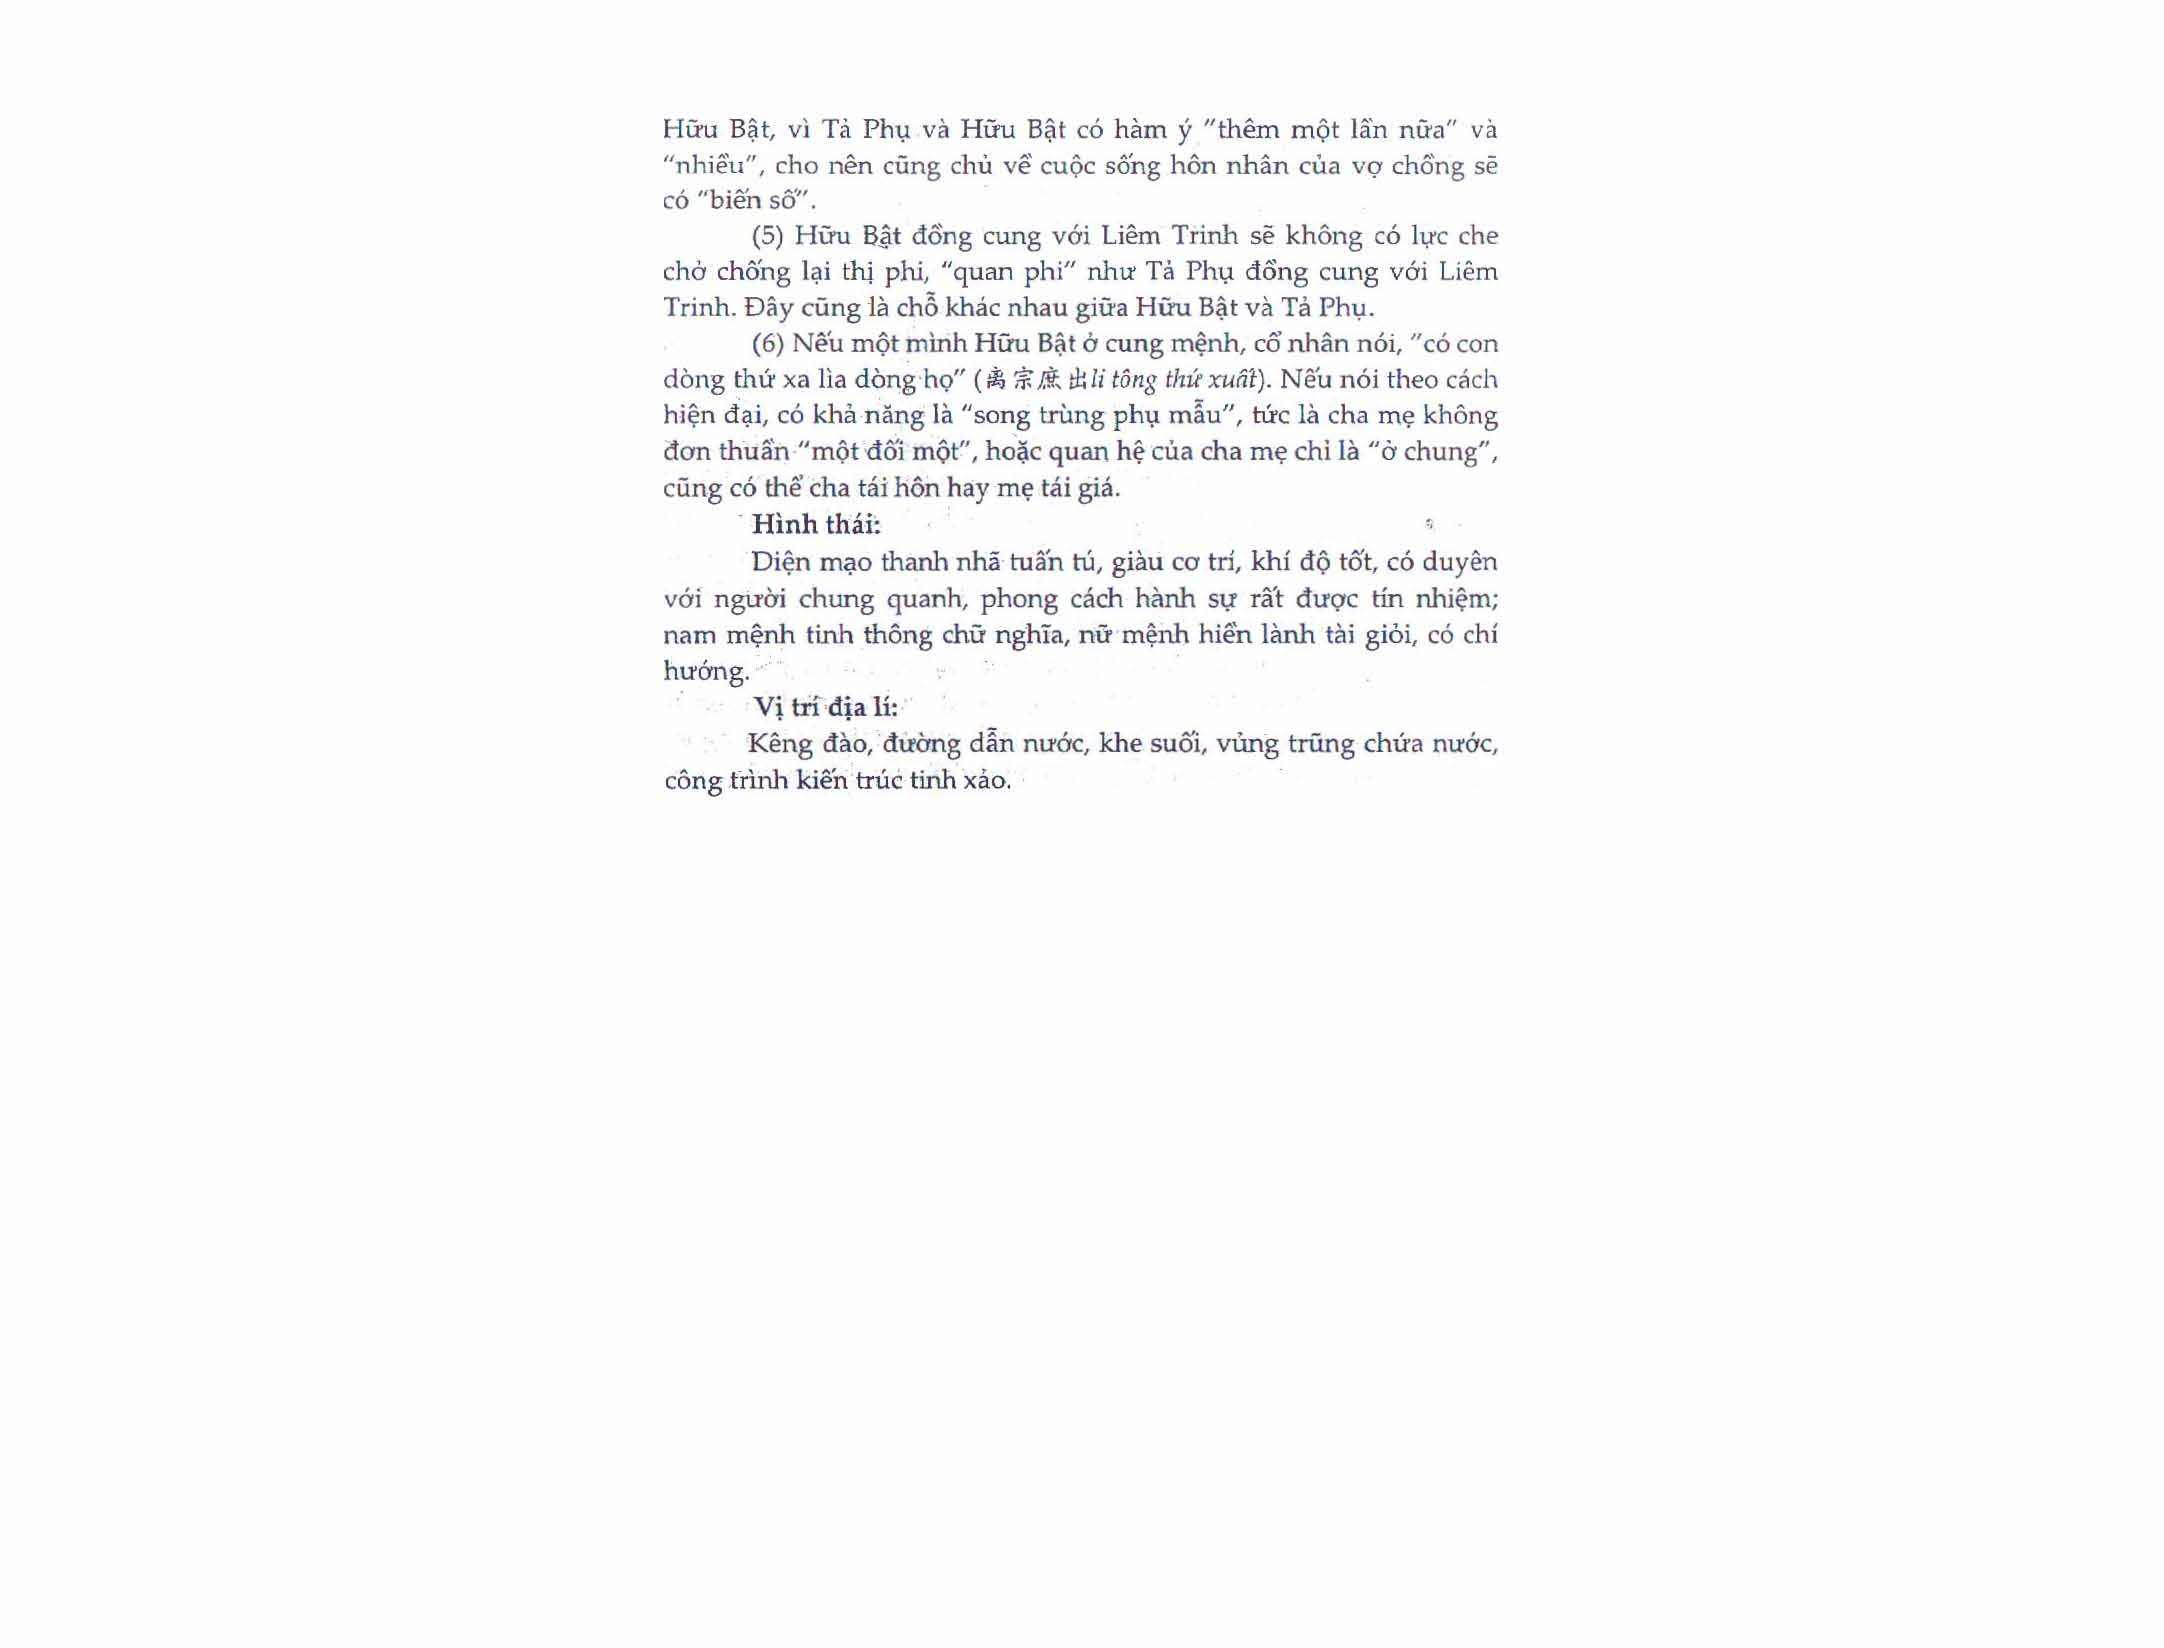 Hữu Bật, vì Tả Phụ và Hữu Bật có hàm ý "thêm một lần nữa" và
"nhiều", cho nên cũng chủ về cuộc sống hôn nhân của vợ chồng sẽ
có "biến số".
(5) Hữu Bật đồng cung với Liêm Trinh sẽ không có lực che
chở chống lại thị phi, "quan phi" như Tả Phụ đồng cung với Liêm
Trinh. Đây cũng là chỗ khác nhau giữa Hữu Bật và Tả Phụ.
(6) Nếu một mình Hữu Bật ở cung mệnh, cổ nhân nói, "có con
dòng thứ xa lìa dòng họ" (离宗庶出 li tông thứ xuất). Nếu nói theo cách
hiện đại, có khả năng là "song trùng phụ mẫu", tức là cha mẹ không
đơn thuần "một đối một", hoặc quan hệ của cha mẹ chỉ là "ở chung",
cũng có thể cha tái hôn hay mẹ tái giá.
Hình thái:
Diện mạo thanh nhã tuấn tú, giàu cơ trí, khí độ tốt, có duyên
với người chung quanh, phong cách hành sự rất được tín nhiệm;
nam mệnh tinh thông chữ nghĩa, nữ mệnh hiền lành tài giỏi, có chí
hướng.
Vị trí địa lí:
Kêng đào, đường dẫn nước, khe suối, vủng trũng chứa nước,
công trình kiến trúc tinh xảo.